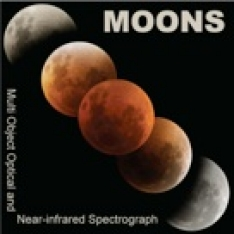 MOONS
Multi Object Optical and
Near-infrared Spectrograph